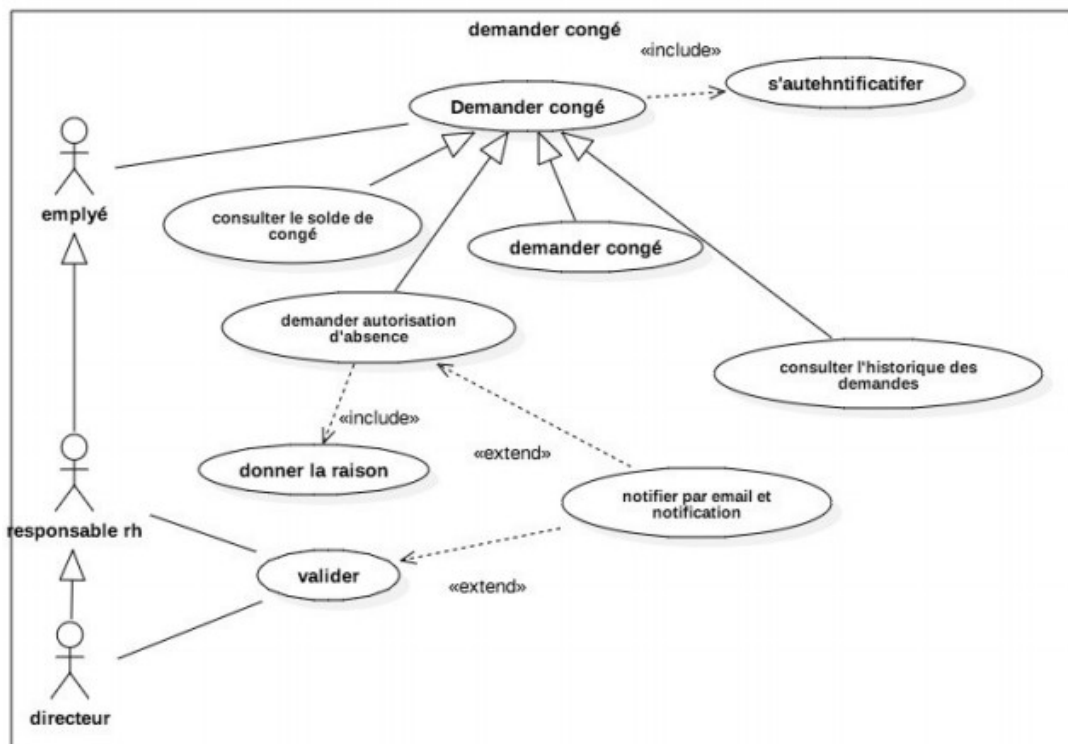 demander congé
«include»
s'autehntificatifer
Demander congé
emplyé
consulter le solde de
congé
demander congé
demander autorisation
d'absence
consulter l'historique des
demandes
«include»
«extend»
donner la raison
notifier par email et
notification
responsable rh
valider
«extend»
directeur